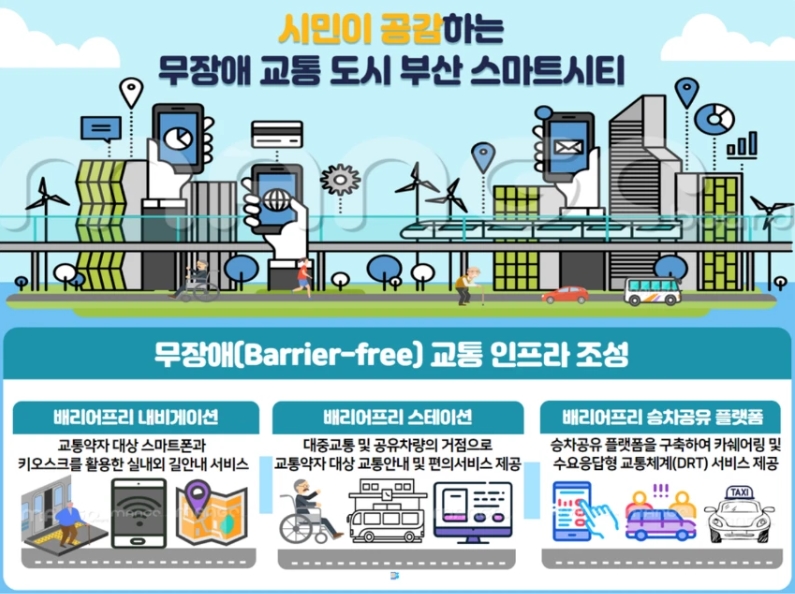 시민이 공감하는
무장애 교통 도시 부산 스마트시티
무장애(Barrier-free) 교통 인프라 조성
배리어프리 내비게이션
교통약자 대상 스마트폰과
키오스크를 활용한 실내외 길안내 서비스
배리어프리 스테이션
대중교통 및 공유차량의 거점으로
교통약자 대상 교통안내 및 편의서비스 제공
배리어프리 승차공유 플랫폼
승차공유 플랫폼을 구축하여 카쉐어링 및
수요응답형 교통체계(DRT) 서비스 제공
TAXI